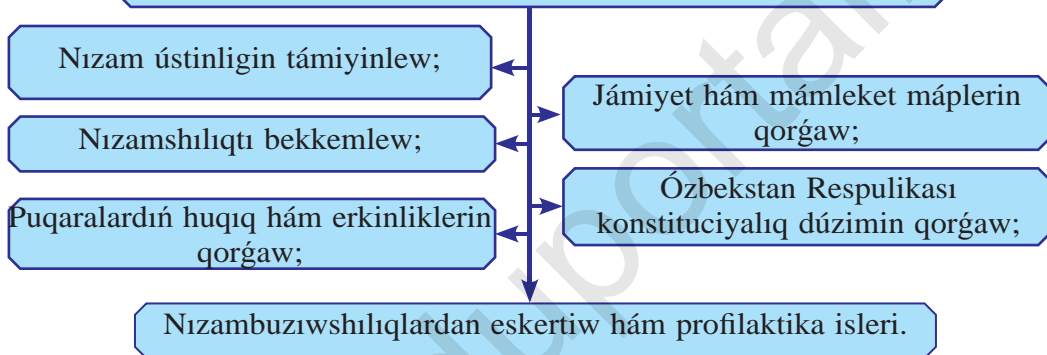 Nızam ústinligin támiyinlew;
Jámiyet hám mámleket máplerin
qorǵaw;
Nızamshılıqtı bekkemlew;
Ózbekstan Respulikası
konstituciyalıq dúzimin qorǵaw;
Puqaralardıń huqıq hám erkinliklerin
qorǵaw;
Nızambuzıwshılıqlardan eskertiw hám profilaktika isleri.